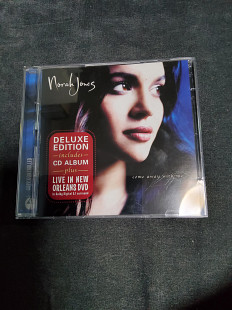 Norah Jones
DELUXE
EDITION
includes
CD ALBUM
plus
LIVE IN NEW
ORLEANS DVD
come away with me